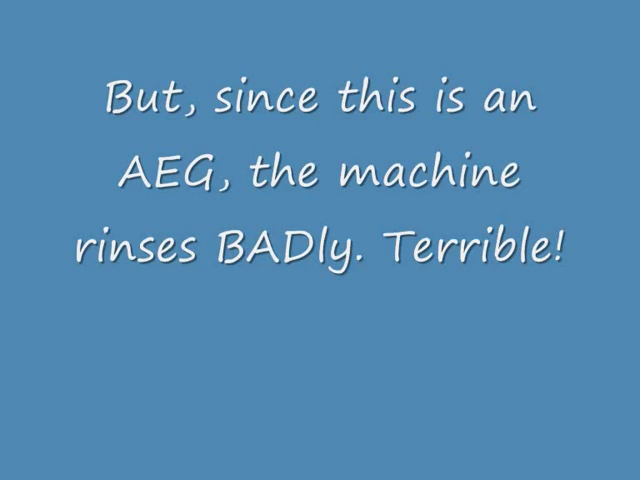 But, since this is an
AEG, the machine
rinses BADly. Terrible!